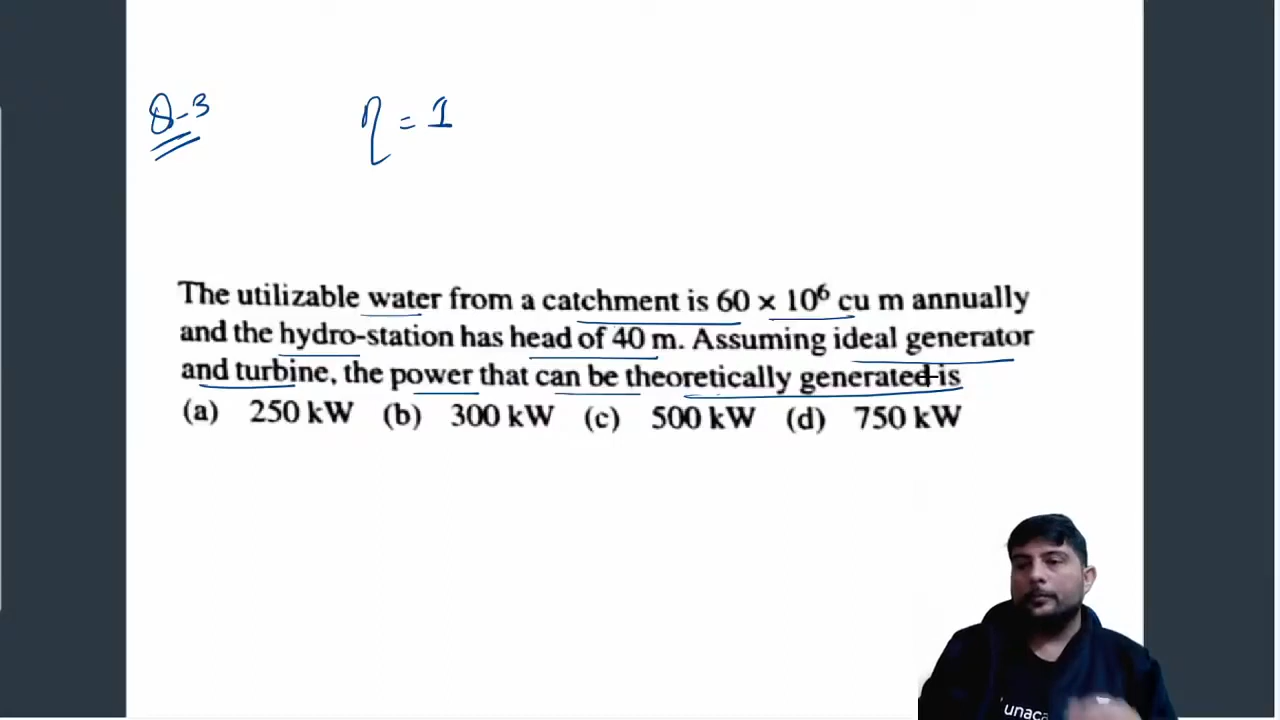 Q-3
η = 1
The utilizable water from a catchment is 60 × 10⁶ cu m annually
and the hydro-station has head of 40 m. Assuming ideal generator
and turbine, the power that can be theoretically generated is
(a) 250 kW (b) 300 kW (c) 500 kW (d) 750 kW